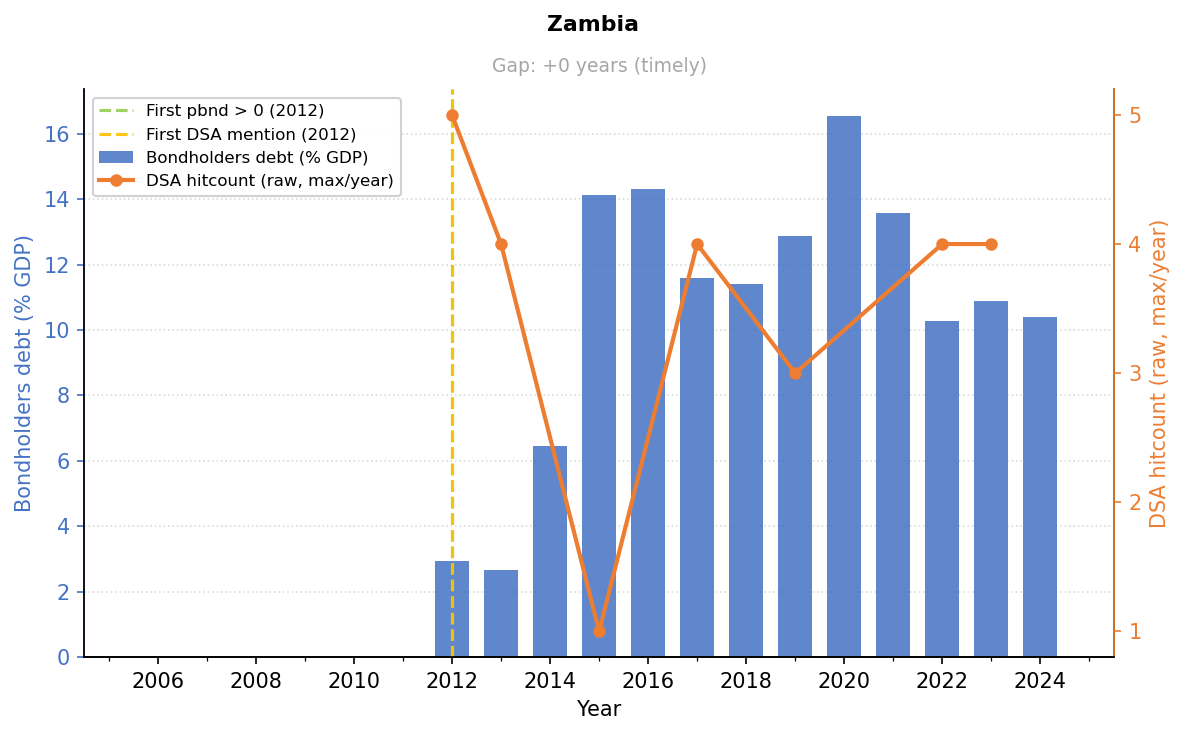 Zambia
Gap: +0 years (timely)
First pbnd > 0 (2012)
First DSA mention (2012)
Bondholders debt (% GDP)
DSA hitcount (raw, max/year)
Bondholders debt (% GDP)
16
14
12
10
8
6
4
2
0
5
4
3
2
1
DSA hitcount (raw, max/year)
2006 2008 2010 2012 2014 2016 2018 2020 2022 2024
Year